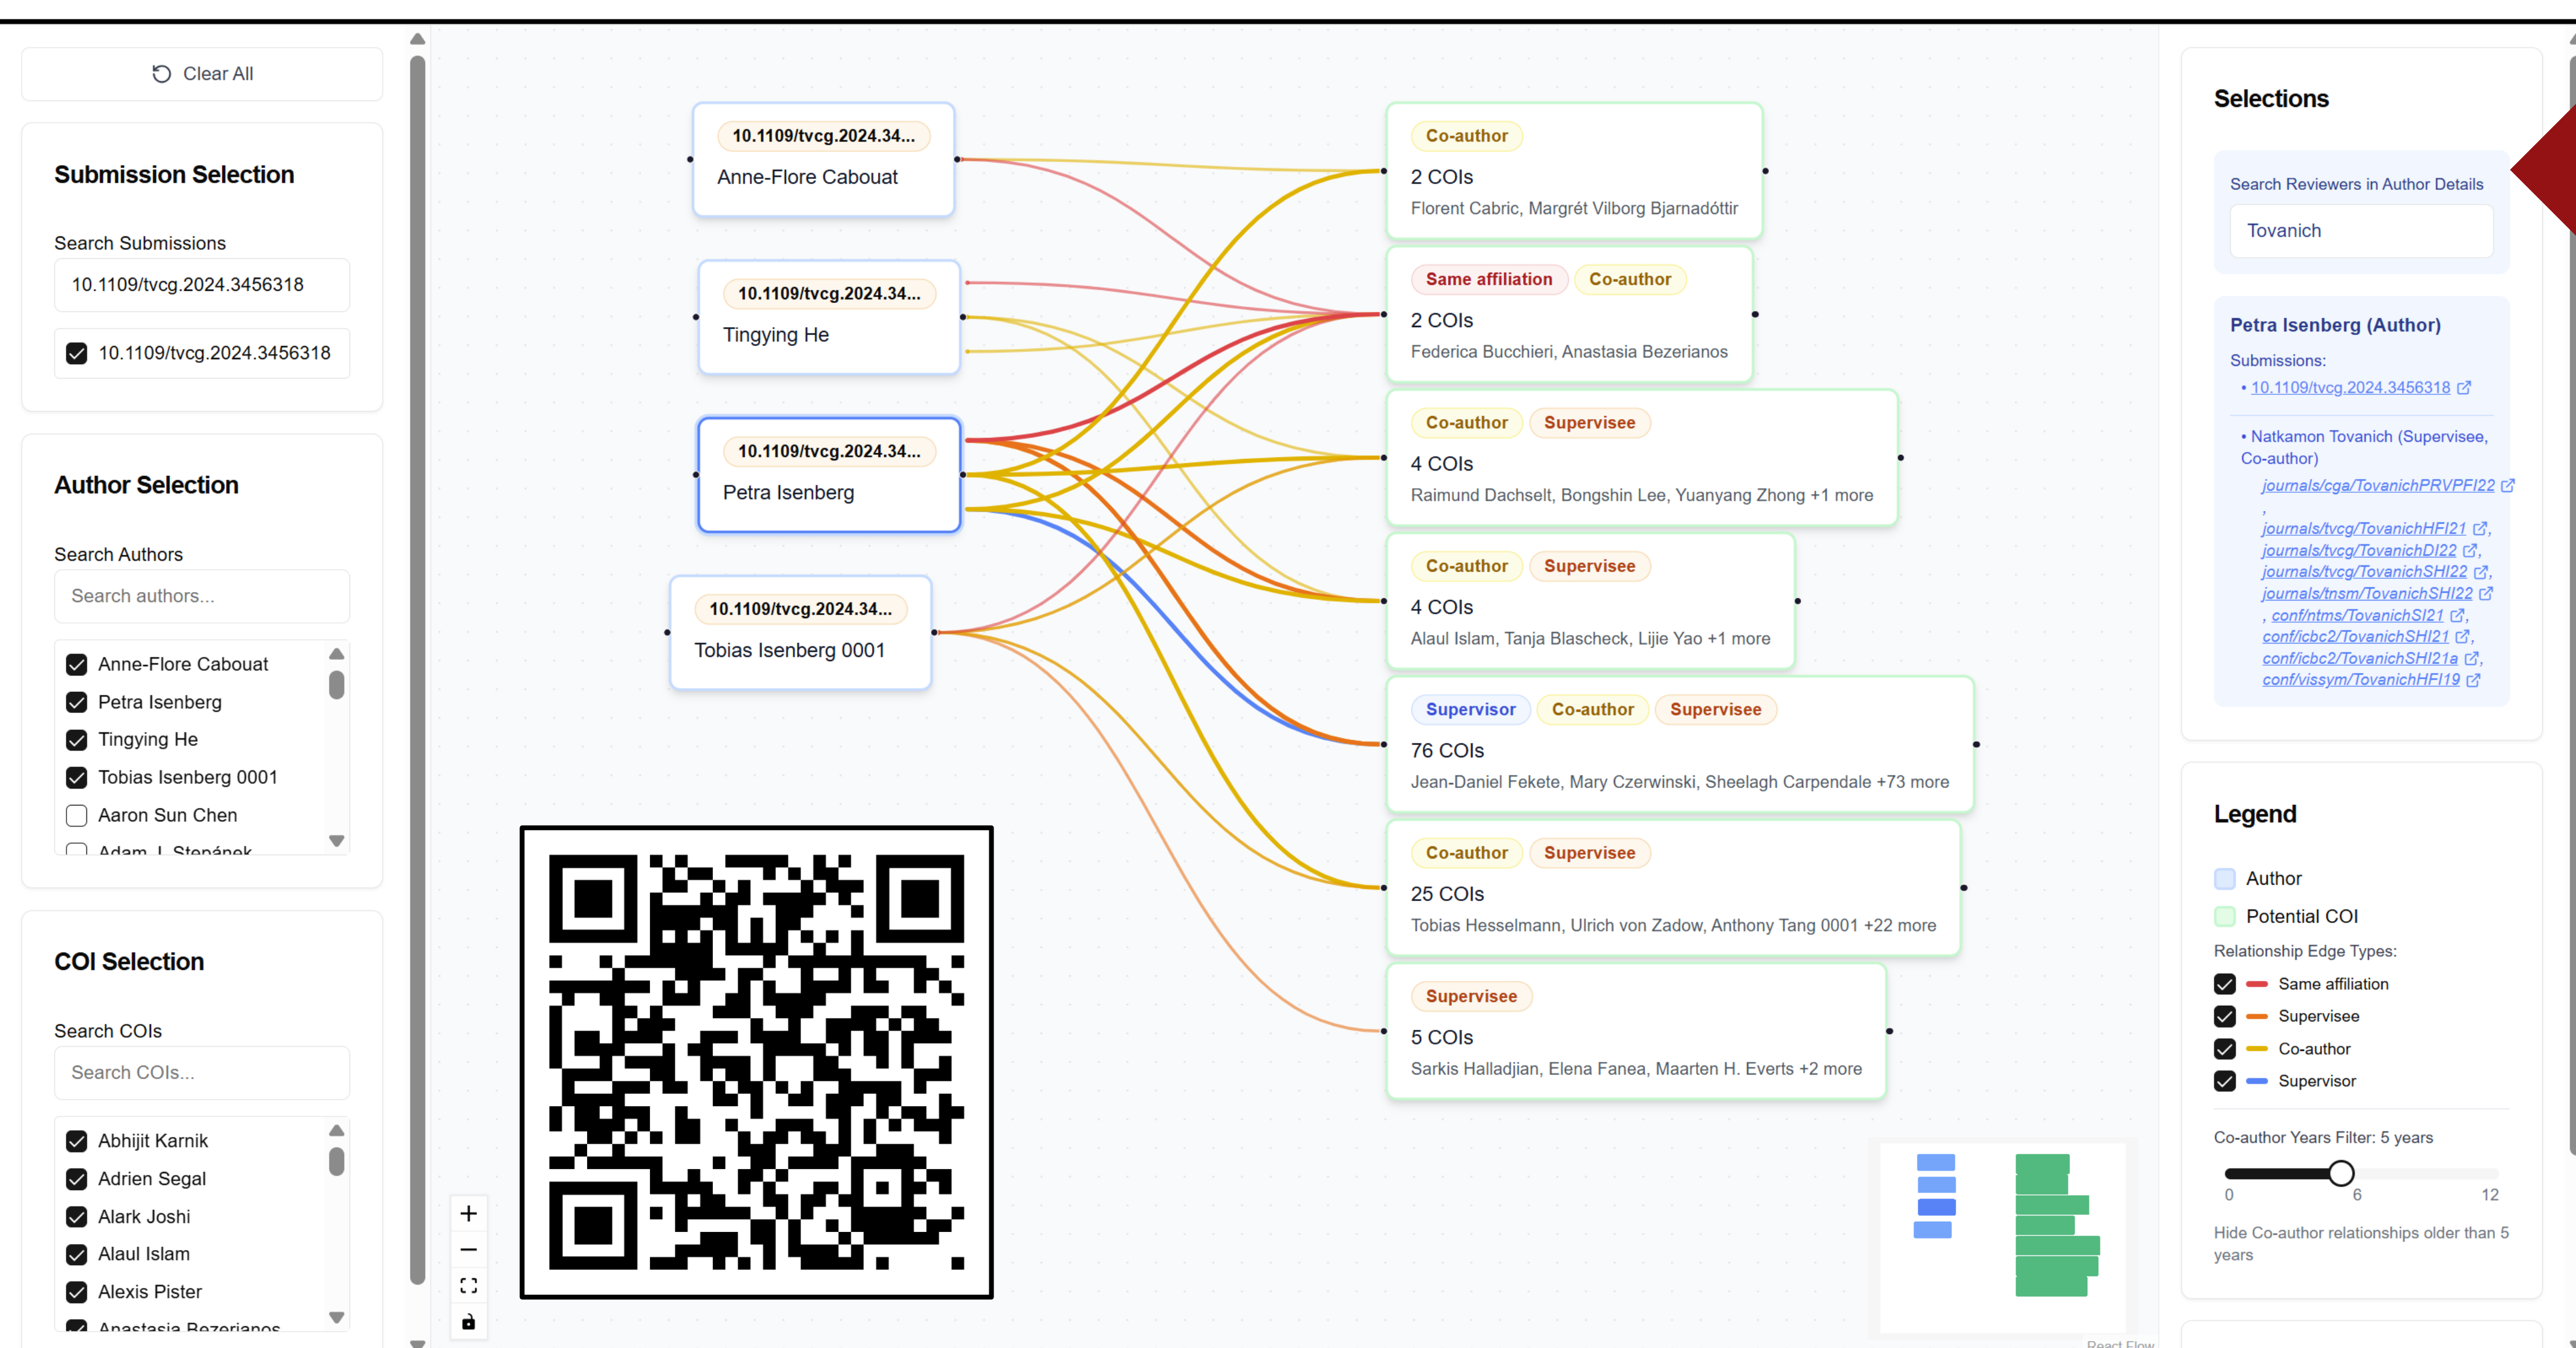 Clear All
Submission Selection
Search Submissions
10.1109/tvcg.2024.3456318
10.1109/tvcg.2024.3456318
Author Selection
Search Authors
Search authors...
Anne-Flore Cabouat
Petra Isenberg
Tingying He
Tobias Isenberg 0001
Aaron Sun Chen
Adam J. Stepánek
COI Selection
Search COIs
Search COIs...
Abhijit Karnik
Adrien Segal
Alark Joshi
Alaul Islam
Alexis Pister
Anastasia Bezerianos
10.1109/tvcg.2024.34...
Anne-Flore Cabouat
10.1109/tvcg.2024.34...
Tingying He
10.1109/tvcg.2024.34...
Petra Isenberg
10.1109/tvcg.2024.34...
Tobias Isenberg 0001
Co-author
2 COIs
Florent Cabric, Margrét Vilborg Bjarnadóttir
Same affiliation Co-author
2 COIs
Federica Bucchieri, Anastasia Bezerianos
Co-author Supervisee
4 COIs
Raimund Dachselt, Bongshin Lee, Yuanyang Zhong +1 more
Co-author Supervisee
4 COIs
Alaul Islam, Tanja Blascheck, Lijie Yao +1 more
Supervisor Co-author Supervisee
76 COIs
Jean-Daniel Fekete, Mary Czerwinski, Sheelagh Carpendale +73 more
Co-author Supervisee
25 COIs
Tobias Hesselmann, Ulrich von Zadow, Anthony Tang 0001 +22 more
Supervisee
5 COIs
Sarkis Halladjian, Elena Fanea, Maarten H. Everts +2 more
React Flow
Selections
Search Reviewers in Author Details
Tovanich
Petra Isenberg (Author)
Submissions:
• 10.1109/tvcg.2024.3456318
• Natkamon Tovanich (Supervisee,
Co-author)
journals/cga/TovanichPRVPFI22
,
journals/tvcg/TovanichHFI21,
journals/tvcg/TovanichDI22,
journals/tvcg/TovanichSHI22,
journals/tnsm/TovanichSHI22
, conf/ntms/TovanichSI21,
conf/icbc2/TovanichSHI21,
conf/icbc2/TovanichSHI21a,
conf/vissym/TovanichHFI19
Legend
Author
Potential COI
Relationship Edge Types:
Same affiliation
Supervisee
Co-author
Supervisor
Co-author Years Filter: 5 years
0 6 12
Hide Co-author relationships older than 5
years